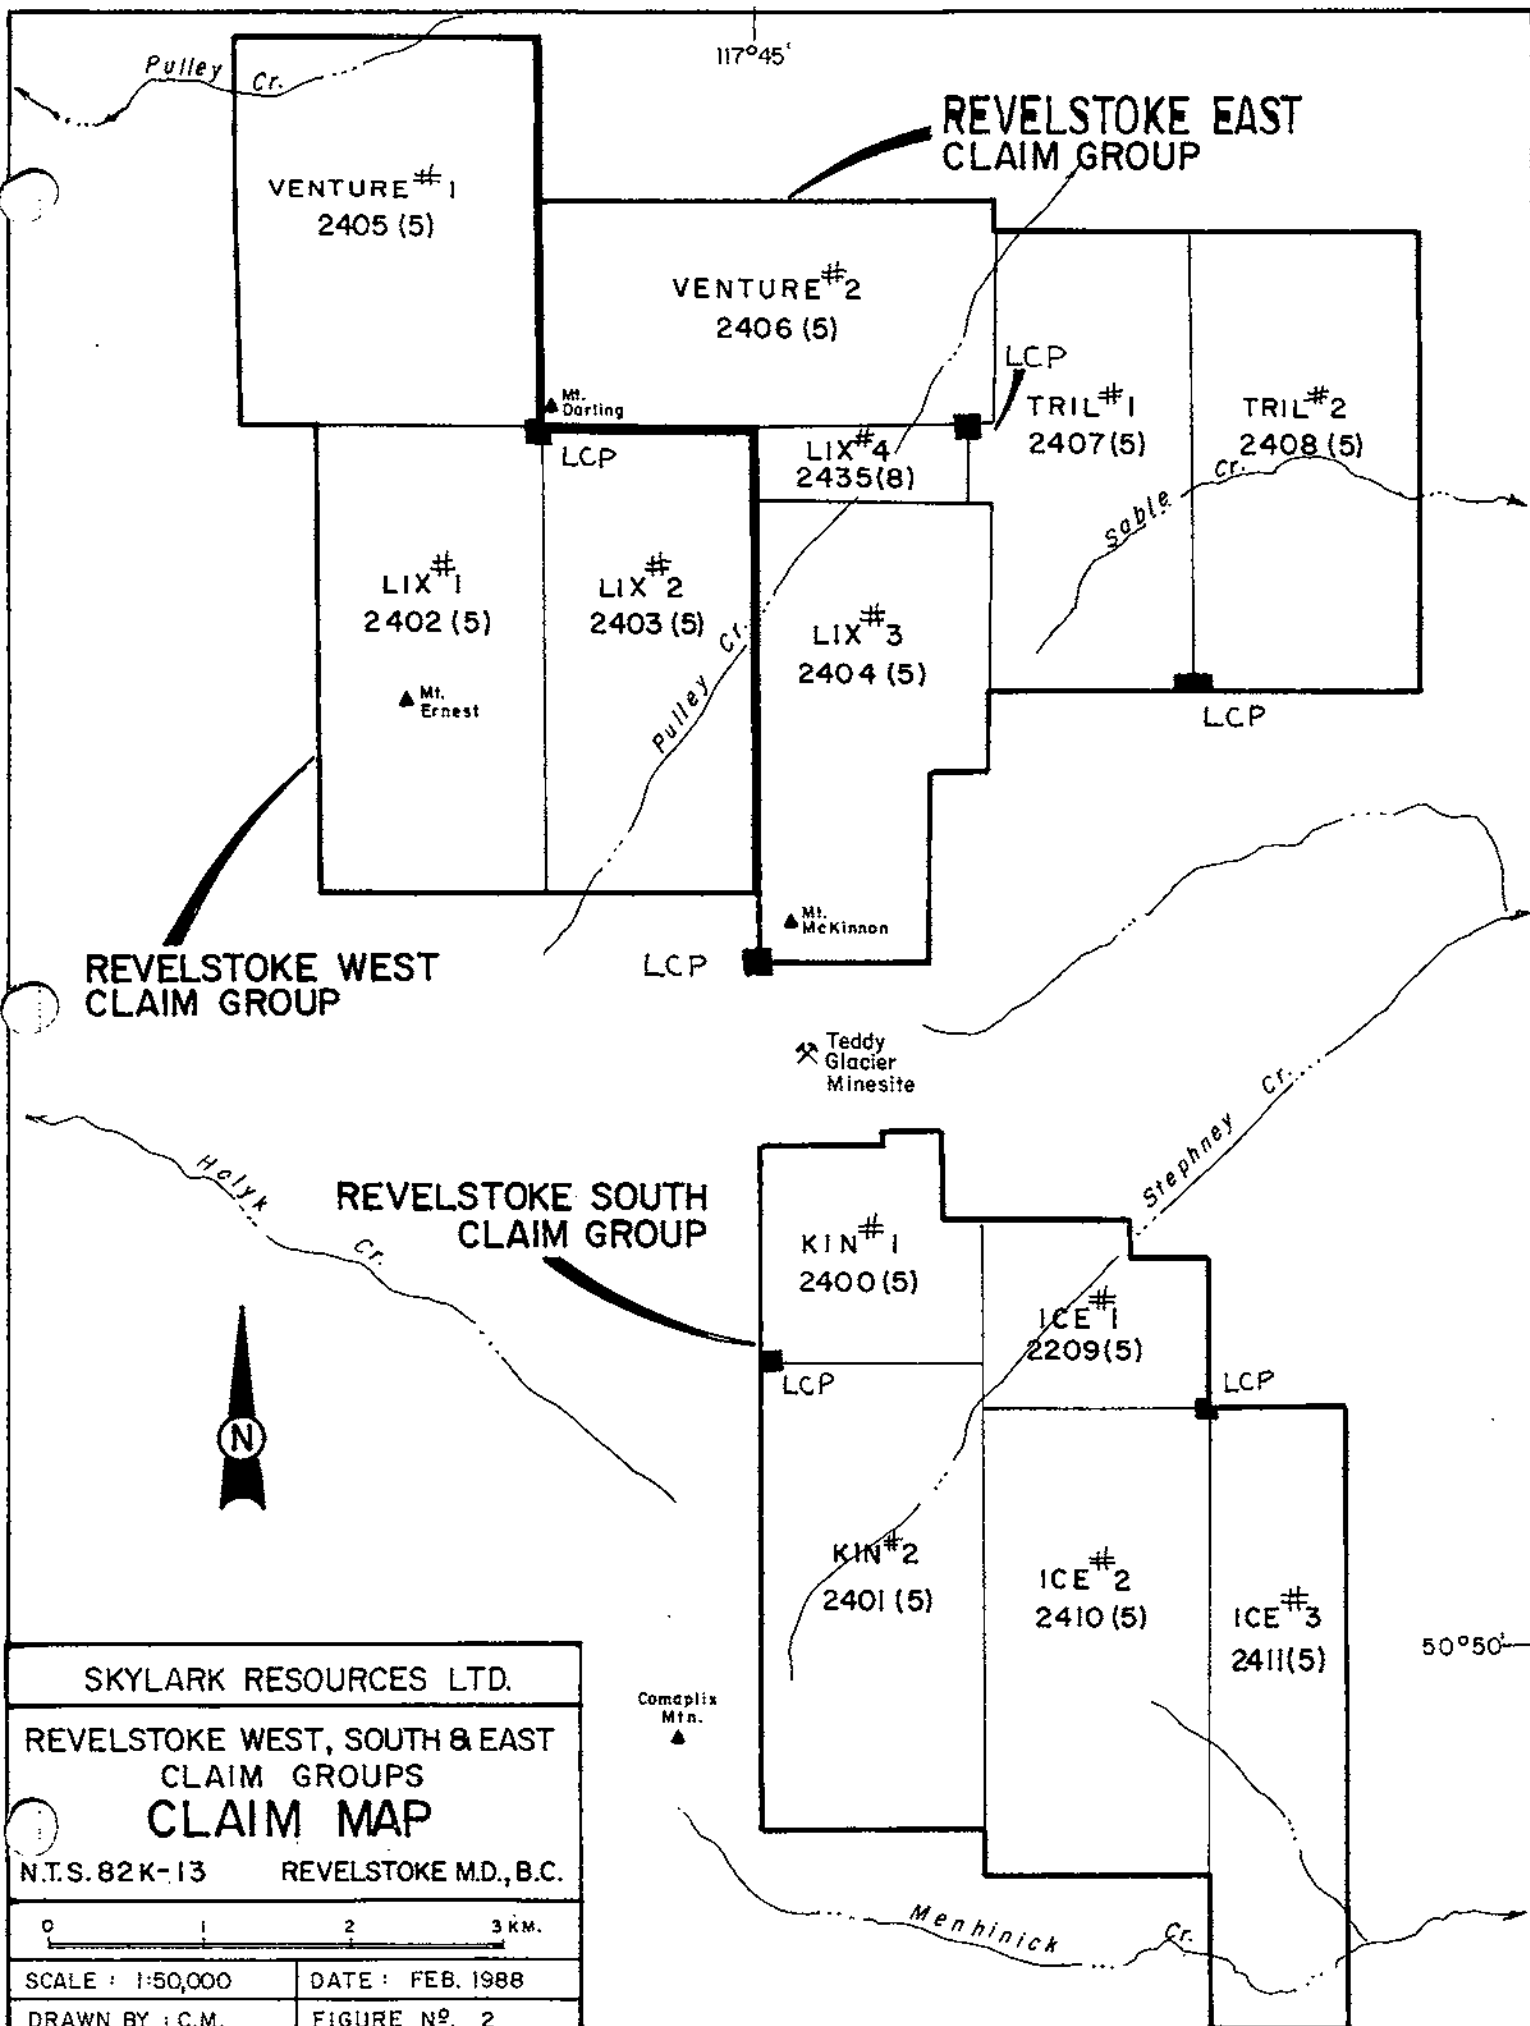 117°45'
Pulley Cr.
REVELSTOKE EAST
CLAIM GROUP
VENTURE #1
2405 (5)
VENTURE #2
2406 (5)
LCP
Mt.
Darting
TRIL #1
2407 (5)
TRIL #2
2408 (5)
LCP
LIX #4
2435 (8)
Sable Cr.
LIX #1
2402 (5)
LIX #2
2403 (5)
LIX #3
2404 (5)
Pulley Cr.
Mt.
Ernest
LCP
Mt.
McKinnon
LCP
REVELSTOKE WEST
CLAIM GROUP
Teddy
Glacier
Minesite
Stephney Cr.
Holyk Cr.
REVELSTOKE SOUTH
CLAIM GROUP
KIN #1
2400 (5)
ICE #1
2209 (5)
LCP
LCP
N
KIN #2
2401 (5)
ICE #2
2410 (5)
ICE #3
2411 (5)
50°50'
Comaplix
Mtn.
Menhinick Cr.
SKYLARK RESOURCES LTD.
REVELSTOKE WEST, SOUTH & EAST
CLAIM GROUPS
CLAIM MAP
N.T.S. 82K-13 REVELSTOKE M.D., B.C.
0 1 2 3 KM.
SCALE : 1:50,000 DATE : FEB. 1988
DRAWN BY : C.M. FIGURE Nº. 2